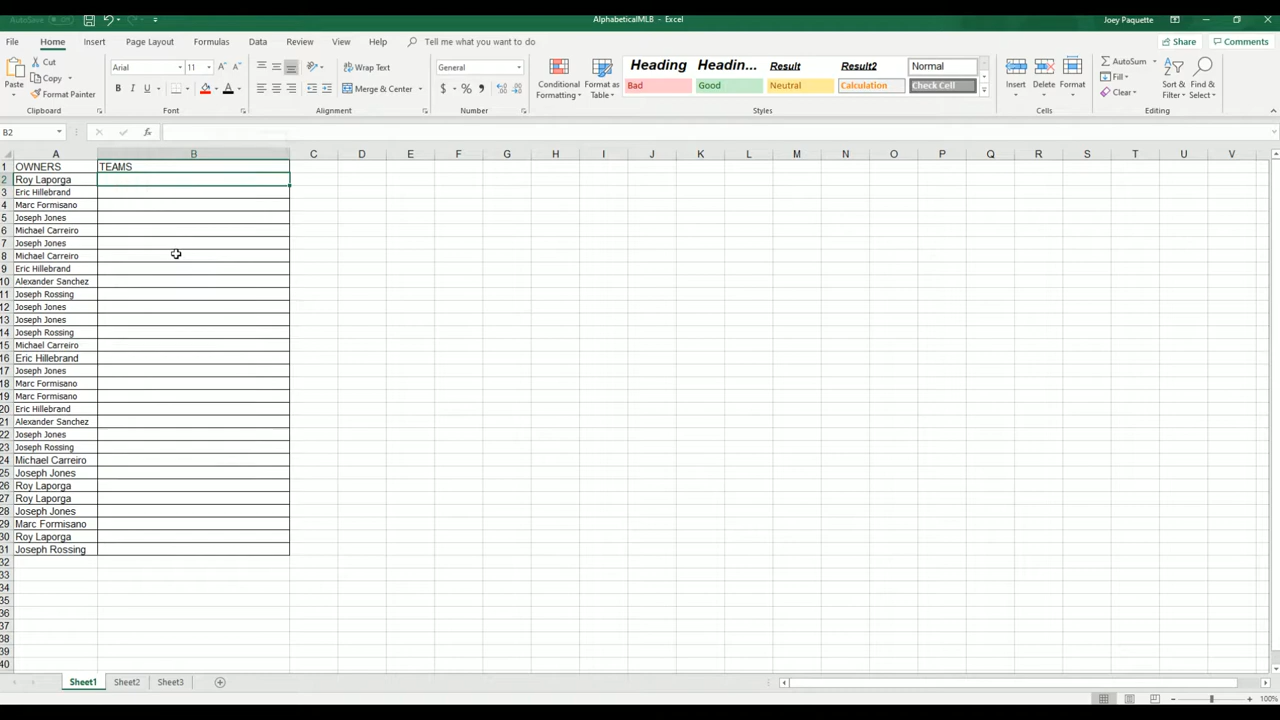 AutoSave Off
AlphabeticalMLB - Excel
Joey Paquette
File Home Insert Page Layout Formulas Data Review View Help Tell me what you want to do
Share Comments
Paste
Cut
Copy
Format Painter
Clipboard
Arial 11
B I U A
Font
Wrap Text
Merge & Center
Alignment
General
$ % ,
Number
Conditional Formatting
Format as Table
Heading Headin... Result Result2 Normal
Bad Good Neutral Calculation Check Cell
Styles
Insert Delete Format
Cells
AutoSum
Fill
Clear
Sort & Filter
Find & Select
Editing
B2 fx
A B C D E F G H I J K L M N O P Q R S T U V
1 OWNERS TEAMS
2 Roy Laporga
3 Eric Hillebrand
4 Marc Formisano
5 Joseph Jones
6 Michael Carreiro
7 Joseph Jones
8 Michael Carreiro
9 Eric Hillebrand
10 Alexander Sanchez
11 Joseph Rossing
12 Joseph Jones
13 Joseph Jones
14 Joseph Rossing
15 Michael Carreiro
16 Eric Hillebrand
17 Joseph Jones
18 Marc Formisano
19 Marc Formisano
20 Eric Hillebrand
21 Alexander Sanchez
22 Joseph Jones
23 Joseph Rossing
24 Michael Carreiro
25 Joseph Jones
26 Roy Laporga
27 Roy Laporga
28 Joseph Jones
29 Marc Formisano
30 Roy Laporga
31 Joseph Rossing
32
33
34
35
36
37
38
39
40
Sheet1 Sheet2 Sheet3
100%